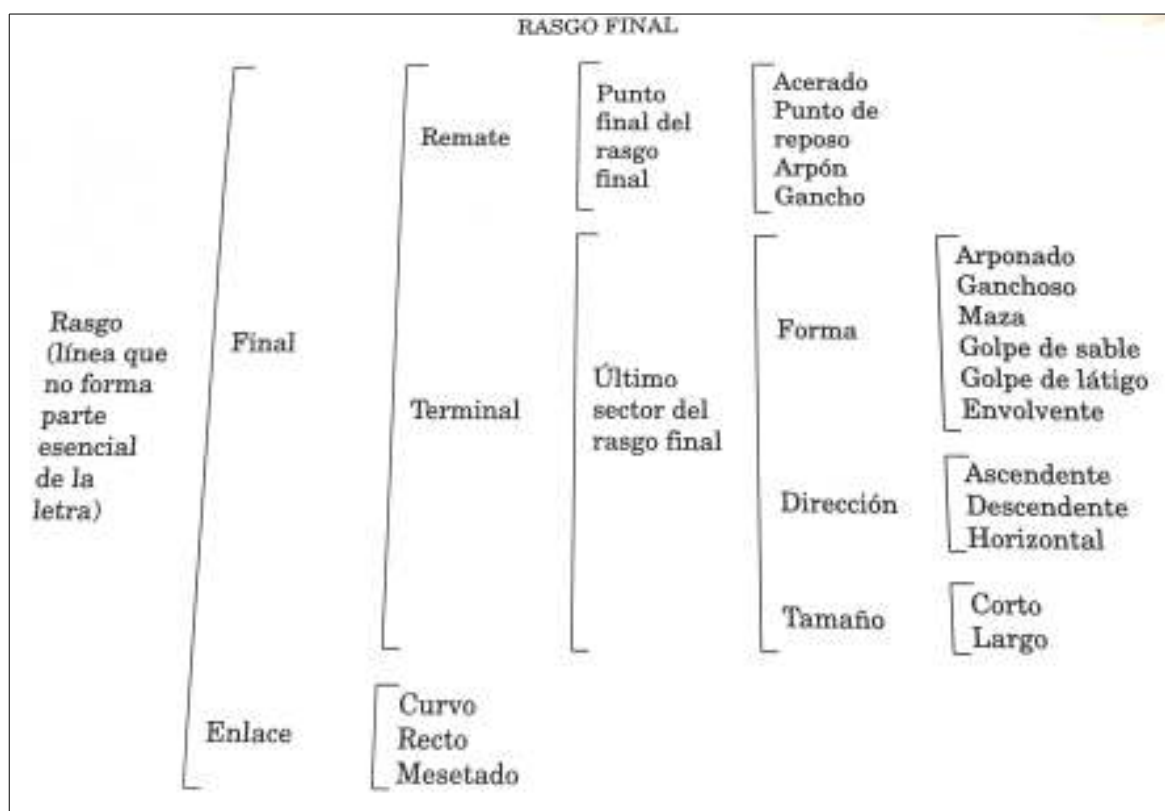 RASGO FINAL
Rasgo
(línea que
no forma
parte
esencial
de la
letra)
Final
Remate
Punto
final del
rasgo
final
Acerado
Punto de
reposo
Arpón
Gancho
Terminal
Último
sector del
rasgo final
Forma
Arponado
Ganchoso
Maza
Golpe de sable
Golpe de látigo
Envolvente
Dirección
Ascendente
Descendente
Horizontal
Tamaño
Corto
Largo
Enlace
Curvo
Recto
Mesetado